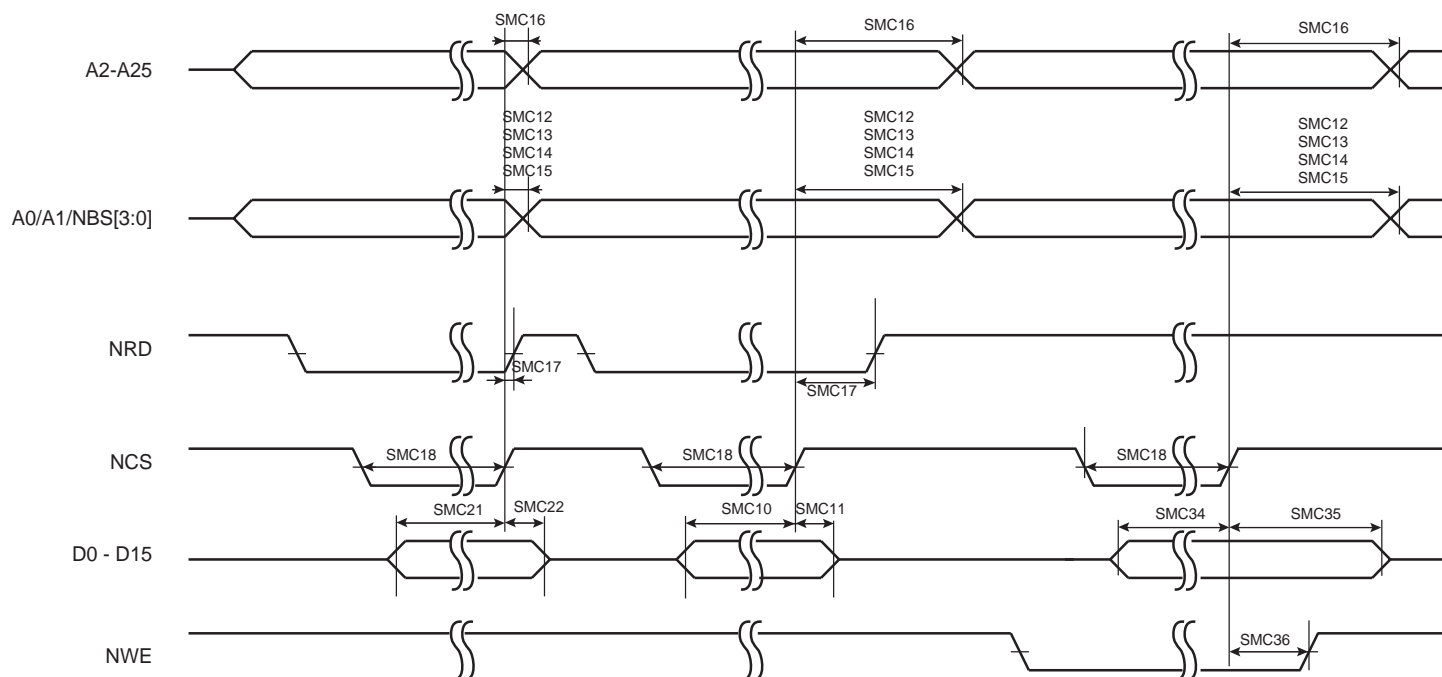 SMC16
SMC16
SMC16
A2-A25
SMC12
SMC13
SMC14
SMC15
SMC12
SMC13
SMC14
SMC15
SMC12
SMC13
SMC14
SMC15
A0/A1/NBS[3:0]
NRD
SMC17
SMC17
NCS
SMC18
SMC18
SMC18
SMC21
SMC22
SMC10
SMC11
SMC34
SMC35
D0 - D15
NWE
SMC36